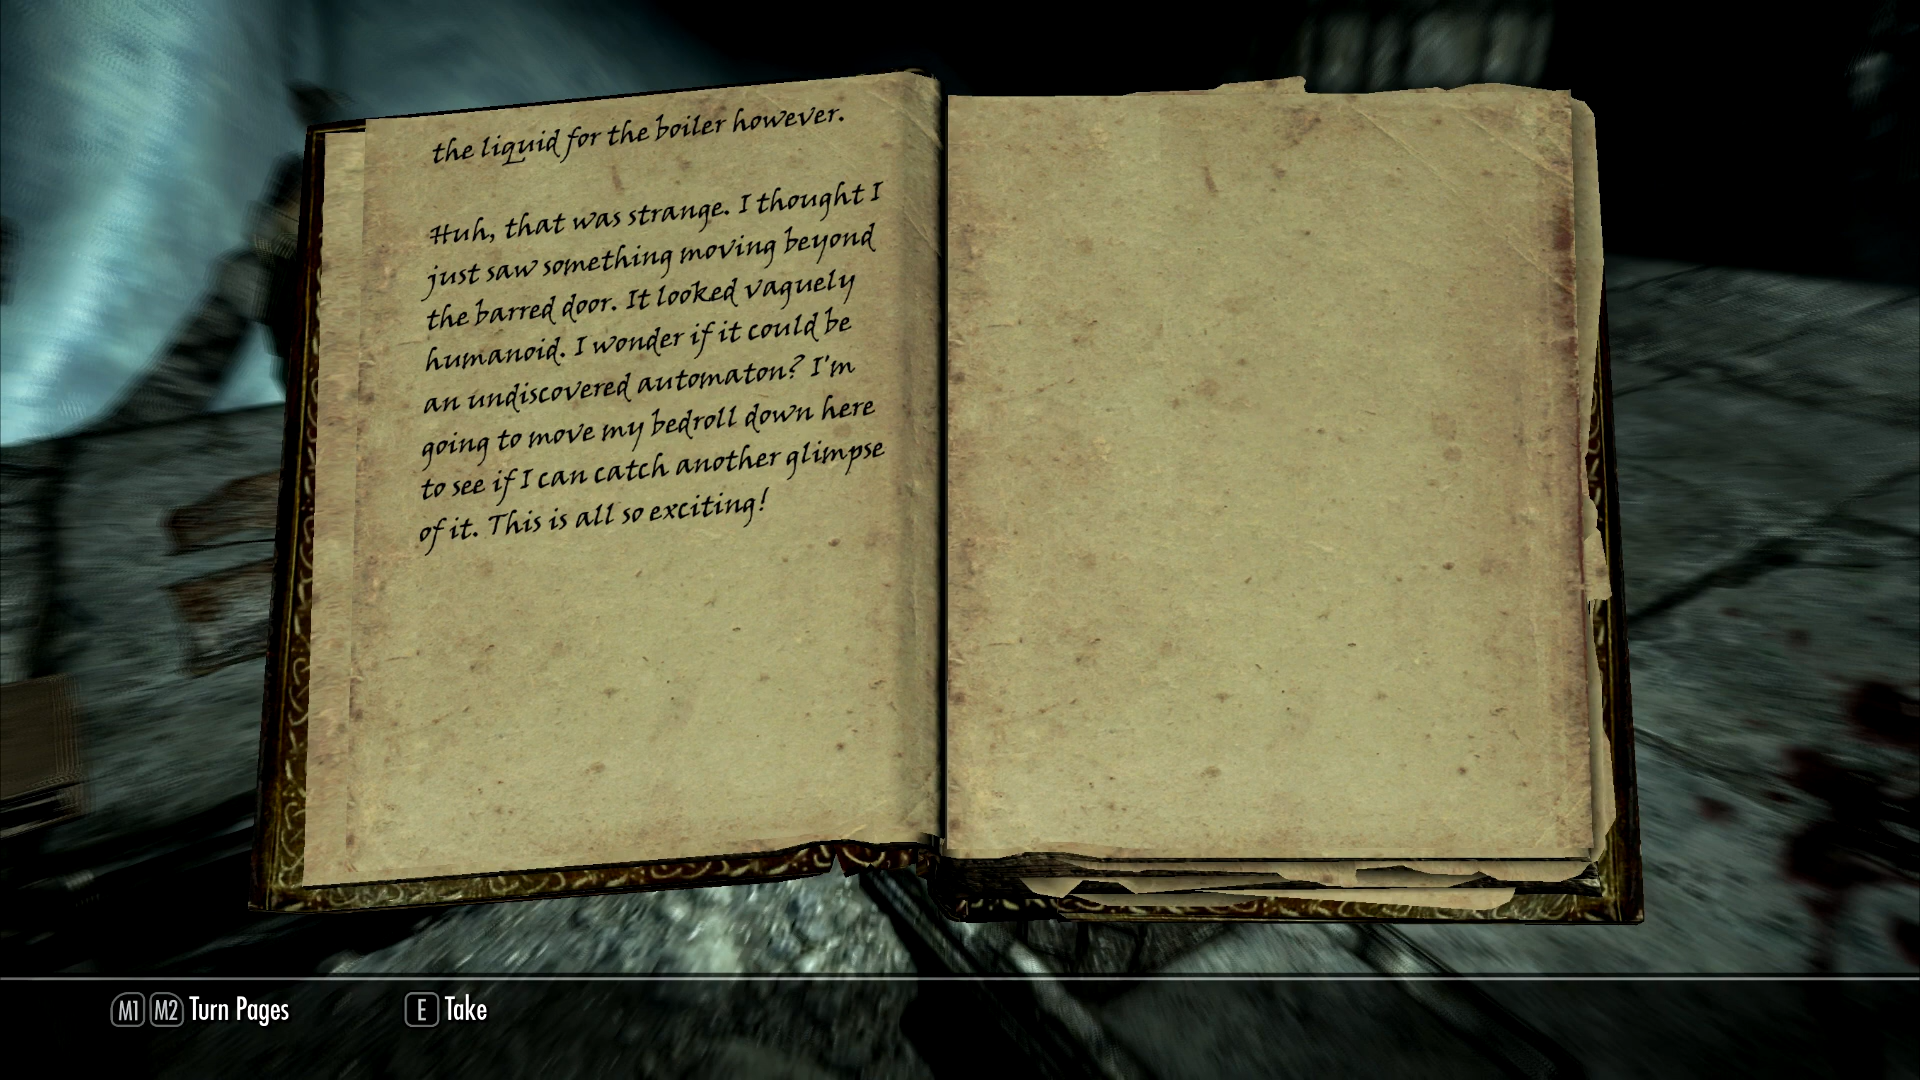 the liquid for the boiler however.
Huh, that was strange. I thought I
just saw something moving beyond
the barred door. It looked vaguely
humanoid. I wonder if it could be
an undiscovered automaton? I'm
going to move my bedroll down here
to see if I can catch another glimpse
of it. This is all so exciting!
M1 M2 Turn Pages E Take